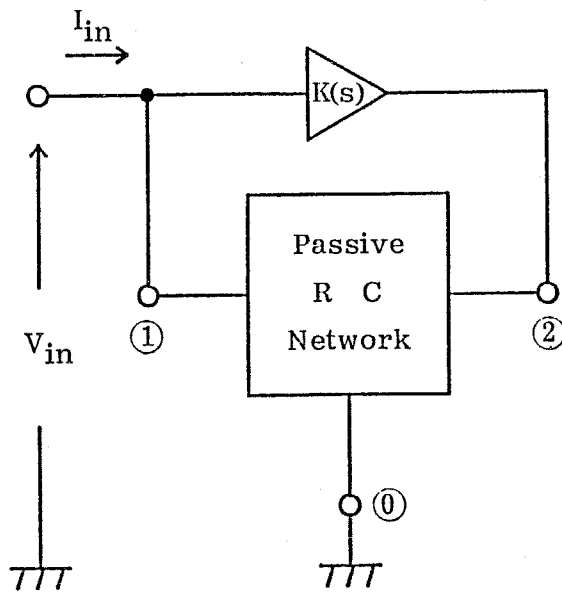 I_in
K(s)
Passive
R C
Network
①
②
V_in
⓪